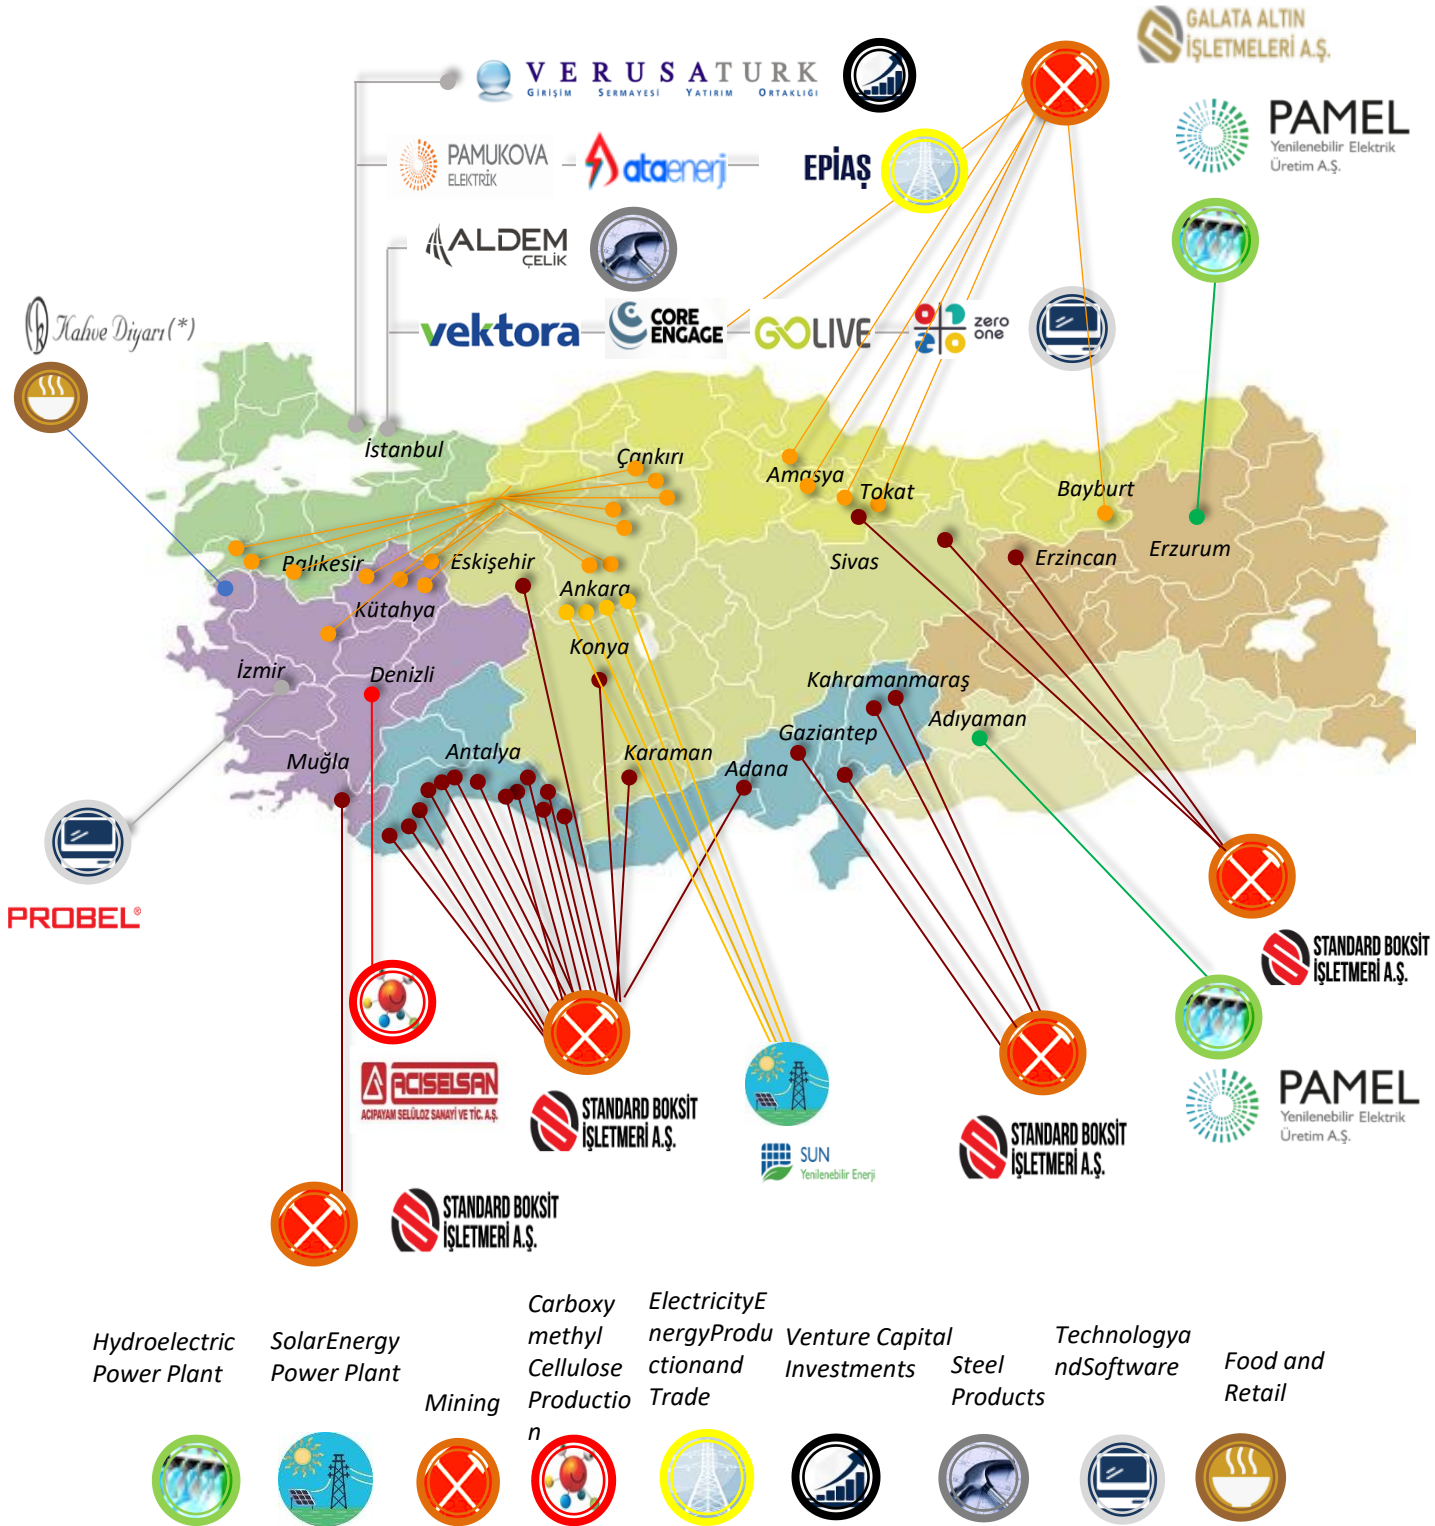 GALATA ALTIN
İŞLETMELERİ A.Ş.
VERUSATURK
GİRİŞİM SERMAYESİ YATIRIM ORTAKLIĞI
PAMUKOVA
ELEKTRİK
ataenerji
EPİAŞ
PAMEL
Yenilenebilir Elektrik
Üretim A.Ş.
ALDEM
ÇELİK
Kahve Diyarı (*)
vektora
CORE
ENGAGE
GOLIVE
zero
one
İstanbul
Çankırı
Amasya
Tokat
Bayburt
Balıkesir
Eskişehir
Ankara
Sivas
Erzincan
Erzurum
Kütahya
Konya
İzmir
Denizli
Kahramanmaraş
Adıyaman
Gaziantep
Muğla
Antalya
Karaman
Adana
PROBEL®
STANDARD BOKSİT
İŞLETMERİ A.Ş.
ACISELSAN
ACIPAYAM SELÜLOZ SANAYİ VE TİC. A.Ş.
STANDARD BOKSİT
İŞLETMERİ A.Ş.
SUN
Yenilenebilir Enerji
STANDARD BOKSİT
İŞLETMERİ A.Ş.
PAMEL
Yenilenebilir Elektrik
Üretim A.Ş.
STANDARD BOKSİT
İŞLETMERİ A.Ş.
Hydroelectric
Power Plant
SolarEnergy
Power Plant
Mining
Carboxy
methyl
Cellulose
Productio
n
ElectricityE
nergyProdu
ctionand
Trade
Venture Capital
Investments
Steel
Products
Technologya
ndSoftware
Food and
Retail